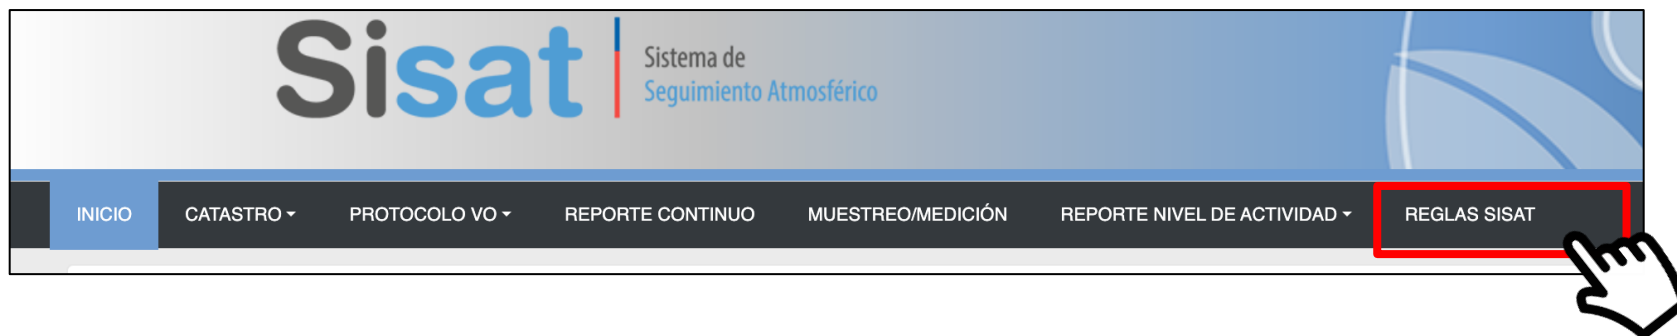 Sisat
Sistema de
Seguimiento Atmosférico
INICIO CATASTRO PROTOCOLO VO REPORTE CONTINUO MUESTREO/MEDICIÓN REPORTE NIVEL DE ACTIVIDAD REGLAS SISAT